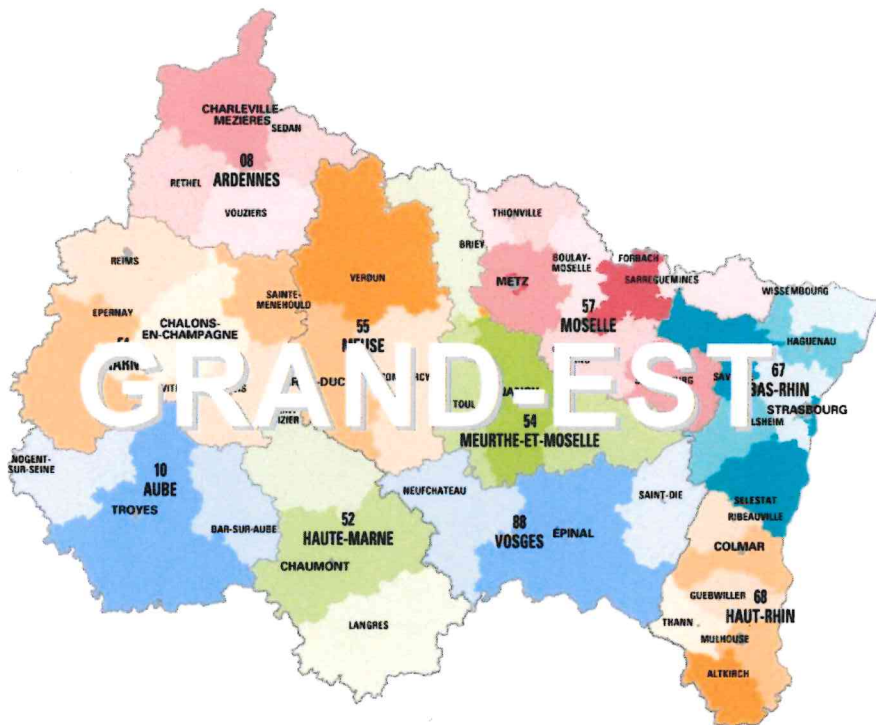 CHARLEVILLE-
MEZIERES
SEDAN
08
ARDENNES
RETHEL
VOUZIERS
THIONVILLE
BRIEY
REIMS
BOULAY-
MOSELLE
FORBACH
METZ
SARREGUEMINES
VERDUN
WISSEMBOURG
SAINTE-
MENEHOULD
57
MOSELLE
EPERNAY
CHALONS-
EN-CHAMPAGNE
55
MEUSE
HAGUENAU
GRAND-EST
67
BAS-RHIN
TOUL
STRASBOURG
54
MEURTHE-ET-MOSELLE
NOGENT-
SUR-SEINE
10
AUBE
TROYES
NEUFCHATEAU
SAINT-DIE
SELESTAT
RIBEAUVILLE
BAR-SUR-AUBE
52
HAUTE-MARNE
88
VOSGES
ÉPINAL
COLMAR
CHAUMONT
GUEBWILLER
68
HAUT-RHIN
THANN
MULHOUSE
LANGRES
ALTKIRCH